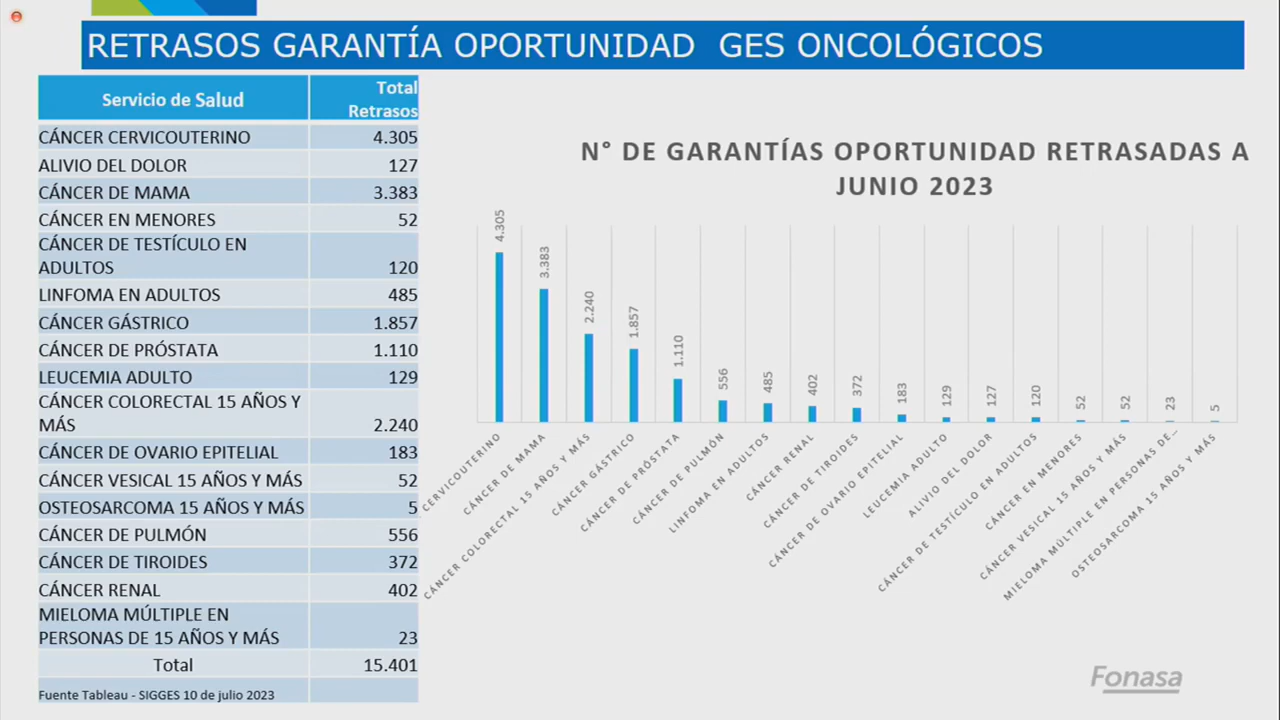 RETRASOS GARANTÍA OPORTUNIDAD GES ONCOLÓGICOS
Servicio de Salud
Total
Retrasos
CÁNCER CERVICOUTERINO 4.305
ALIVIO DEL DOLOR 127
CÁNCER DE MAMA 3.383
CÁNCER EN MENORES 52
CÁNCER DE TESTÍCULO EN
ADULTOS 120
LINFOMA EN ADULTOS 485
CÁNCER GÁSTRICO 1.857
CÁNCER DE PRÓSTATA 1.110
LEUCEMIA ADULTO 129
CÁNCER COLORECTAL 15 AÑOS Y
MÁS 2.240
CÁNCER DE OVARIO EPITELIAL 183
CÁNCER VESICAL 15 AÑOS Y MÁS 52
OSTEOSARCOMA 15 AÑOS Y MÁS 5
CÁNCER DE PULMÓN 556
CÁNCER DE TIROIDES 372
CÁNCER RENAL 402
MIELOMA MÚLTIPLE EN
PERSONAS DE 15 AÑOS Y MÁS 23
Total 15.401
Fuente Tableau - SIGGES 10 de julio 2023
N° DE GARANTÍAS OPORTUNIDAD RETRASADAS A
JUNIO 2023
4.305
3.383
2.240
1.857
1.110
556
485
402
372
183
129
127
120
52
52
23
5
CERVICOUTERINO
CÁNCER DE MAMA
CÁNCER COLORECTAL 15 AÑOS Y MÁS
CÁNCER GÁSTRICO
CÁNCER DE PRÓSTATA
CÁNCER DE PULMÓN
LINFOMA EN ADULTOS
CÁNCER RENAL
CÁNCER DE TIROIDES
CÁNCER DE OVARIO EPITELIAL
LEUCEMIA ADULTO
ALIVIO DEL DOLOR
CÁNCER DE TESTÍCULO EN ADULTOS
CÁNCER EN MENORES
CÁNCER VESICAL 15 AÑOS Y MÁS
MIELOMA MÚLTIPLE EN PERSONAS DE…
OSTEOSARCOMA 15 AÑOS Y MÁS
Fonasa